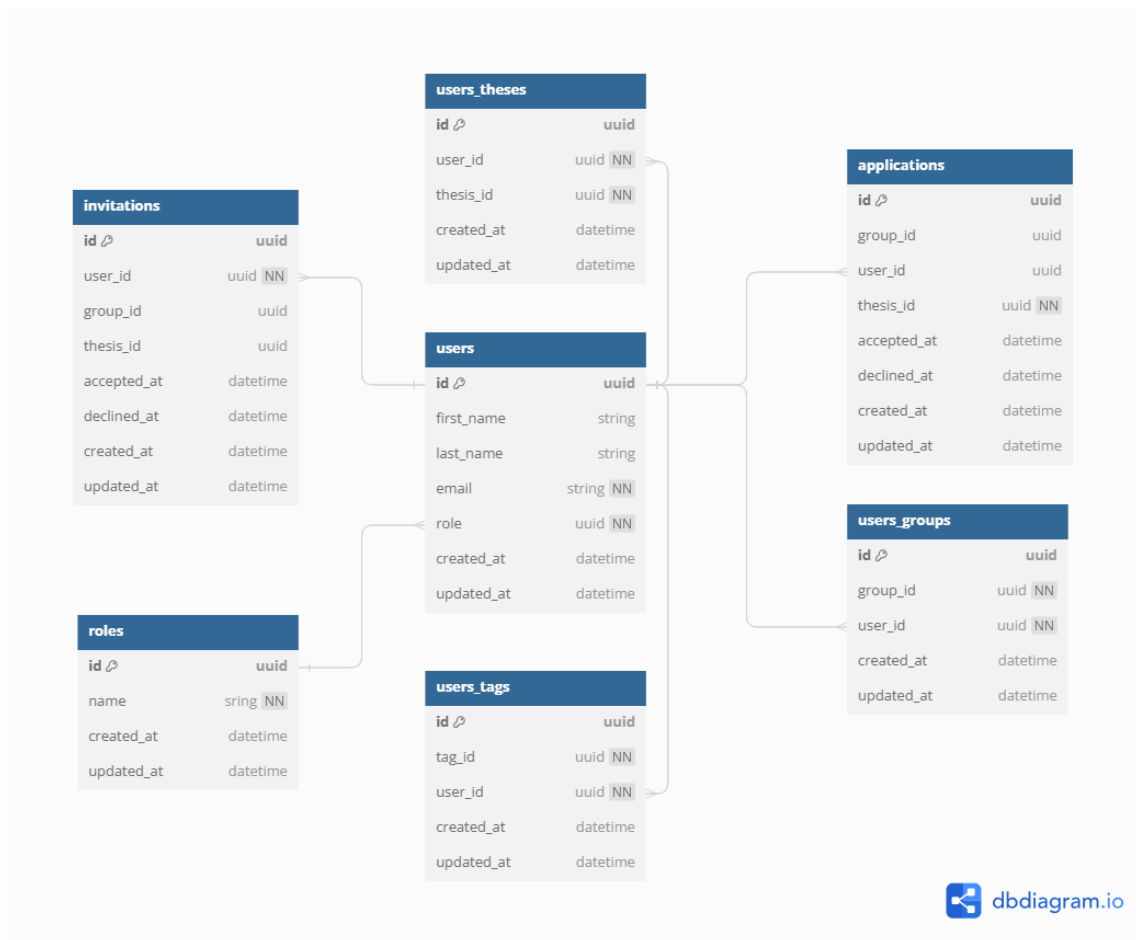 users_theses
id uuid
user_id uuid NN
thesis_id uuid NN
created_at datetime
updated_at datetime
invitations
id uuid
user_id uuid NN
group_id uuid
thesis_id uuid
accepted_at datetime
declined_at datetime
created_at datetime
updated_at datetime
users
id uuid
first_name string
last_name string
email string NN
role uuid NN
created_at datetime
updated_at datetime
applications
id uuid
group_id uuid
user_id uuid
thesis_id uuid NN
accepted_at datetime
declined_at datetime
created_at datetime
updated_at datetime
roles
id uuid
name sring NN
created_at datetime
updated_at datetime
users_tags
id uuid
tag_id uuid NN
user_id uuid NN
created_at datetime
updated_at datetime
users_groups
id uuid
group_id uuid NN
user_id uuid NN
created_at datetime
updated_at datetime
dbdiagram.io